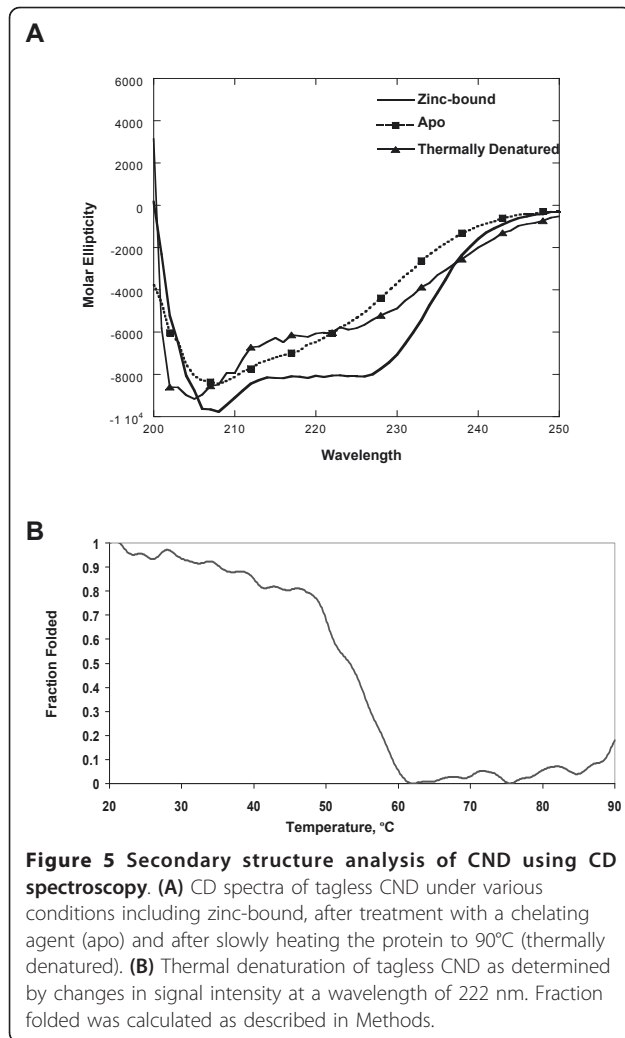 A
6000
4000
2000
0
-2000
-4000
-6000
-8000
-1 10⁴
Molar Ellipticity
Zinc-bound
Apo
Thermally Denatured
200 210 220 230 240 250
Wavelength
B
1
0.9
0.8
0.7
0.6
0.5
0.4
0.3
0.2
0.1
0
Fraction Folded
20 30 40 50 60 70 80 90
Temperature, °C
Figure 5 Secondary structure analysis of CND using CD
spectroscopy. (A) CD spectra of tagless CND under various
conditions including zinc-bound, after treatment with a chelating
agent (apo) and after slowly heating the protein to 90°C (thermally
denatured). (B) Thermal denaturation of tagless CND as determined
by changes in signal intensity at a wavelength of 222 nm. Fraction
folded was calculated as described in Methods.